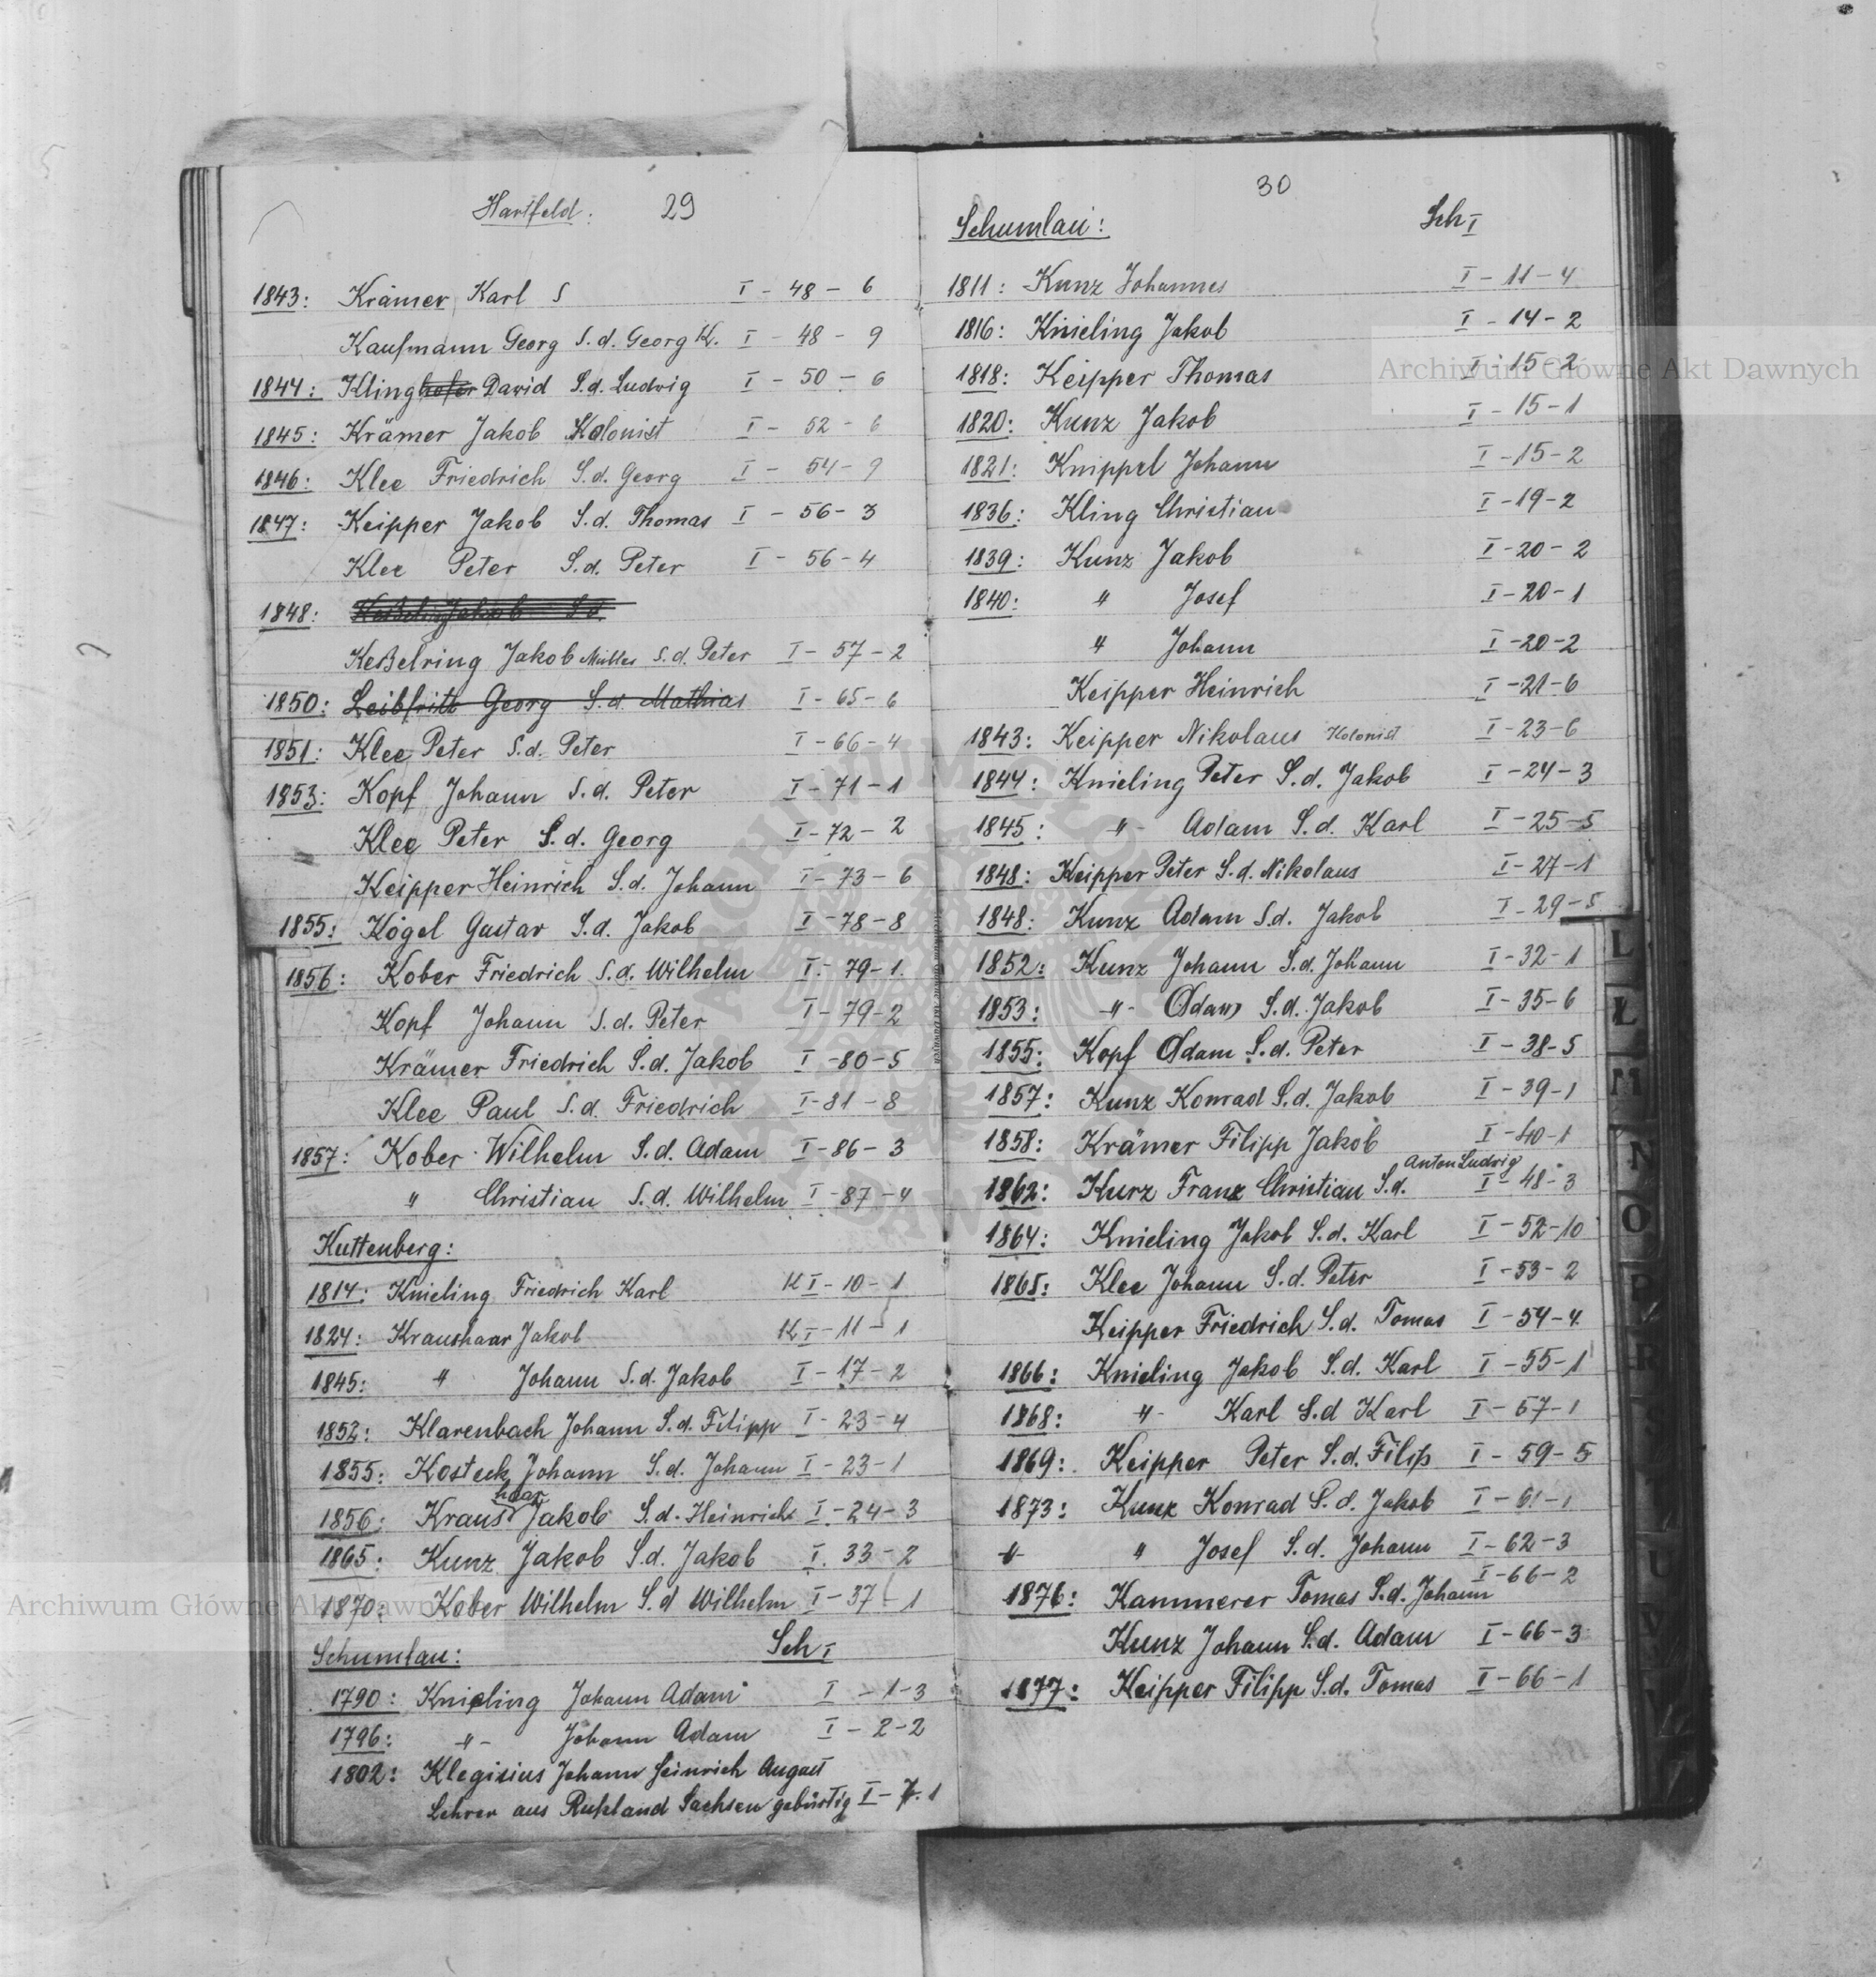 Hartfeld: 29
1843: Krämer Karl S I - 48 - 6
Kaufmann Georg S.d. Georg K. I - 48 - 9
1844: Klinghofer David S.d. Ludwig I - 50 - 6
1845: Krämer Jakob Kolonist I - 52 - 6
1846: Klee Friedrich S.d. Georg I - 54 - 9
1847: Keipper Jakob S.d. Thomas I - 56 - 3
Klee Peter S.d. Peter I - 56 - 4
1848:
Keßelring Jakob Müller S.d. Peter I - 57 - 2
1850: Leibfritz Georg S.d. Mathias I - 65 - 6
1851: Klee Peter S.d. Peter I - 66 - 4
1853: Kopf Johann S.d. Peter I - 71 - 1
Klee Peter S.d. Georg I - 72 - 2
Keipper Heinrich S.d. Johann I - 73 - 6
1855: Kögel Gustav S.d. Jakob I - 78 - 8
1856: Kober Friedrich S.d. Wilhelm I - 79 - 1
Kopf Johann S.d. Peter I - 79 - 2
Krämer Friedrich S.d. Jakob I - 80 - 5
Klee Paul S.d. Friedrich I - 81 - 8
1857: Kober Wilhelm S.d. Adam I - 86 - 3
" Christian S.d. Wilhelm I - 87 - 4
Kuttenberg:
1814: Knieling Friedrich Karl K I - 10 - 1
1824: Kraushaar Jakob K I - 11 - 1
1845: " Johann S.d. Jakob I - 17 - 2
1852: Klarenbach Johann S.d. Filipp I - 23 - 4
1855: Kosteck Johann S.d. Johann I - 23 - 1
haar
1856: Kraus Jakob S.d. Heinrich I - 24 - 3
1865: Kunz Jakob S.d. Jakob I. 33 - 2
1870: Kober Wilhelm S.d Wilhelm I - 37 - 1
Schumlau: Sch I
1790: Knieling Johann Adam I - 1 - 3
1796: " - Johann Adam I - 2 - 2
1802: Klegisius Johann Heinrich August
Lehrer aus Rußland Sachsen gebürtig I - 7. 1
30
Schumlau: Sch I
1811: Kunz Johannes I - 11 - 4
1816: Knieling Jakob I - 14 - 2
1818: Keipper Thomas I - 15 - 2
1820: Kunz Jakob I - 15 - 1
1821: Knippel Johann I - 15 - 2
1836: Kling Christian I - 19 - 2
1839: Kunz Jakob I - 20 - 2
1840: " Josef I - 20 - 1
" Johann I - 20 - 2
Keipper Heinrich I - 21 - 6
1843: Keipper Nikolaus Kolonist I - 23 - 6
1844: Knieling Peter S.d. Jakob I - 24 - 3
1845: " - Adam S.d. Karl I - 25 - 5
1848: Keipper Peter S.d. Nikolaus I - 27 - 1
1848: Kunz Adam S.d. Jakob I - 29 - 5
1852: Kunz Johann S.d. Johann I - 32 - 1
1853: " - Adam S.d. Jakob I - 35 - 6
1855: Kopf Adam S.d. Peter I - 38 - 5
1857: Kunz Konrad S.d. Jakob I - 39 - 1
1858: Krämer Filipp Jakob I - 40 - 1
Anton Ludwig
1862: Kurz Franz Christian S.d. I - 48 - 3
1864: Knieling Jakob S.d. Karl I - 52 - 10
1865: Klee Johann S.d. Peter I - 53 - 2
Keipper Friedrich S.d. Tomas I - 54 - 4
1866: Knieling Jakob S.d. Karl I - 55 - 1
1868: " - Karl S.d Karl I - 57 - 1
1869: Keipper Peter S.d. Filip I - 59 - 5
1873: Kunz Konrad S.d. Jakob I - 61 - 1
" " Josef S.d. Johann I - 62 - 3
1876: Kammerer Tomas S.d. Johann I - 66 - 2
Kunz Johann S.d. Adam I - 66 - 3
1877: Keipper Filipp S.d. Tomas I - 66 - 1
L
Ł
M
N
O
P
R
U
V
Archiwum Główne Akt Dawnych
Archiwum Główne Akt Dawnych